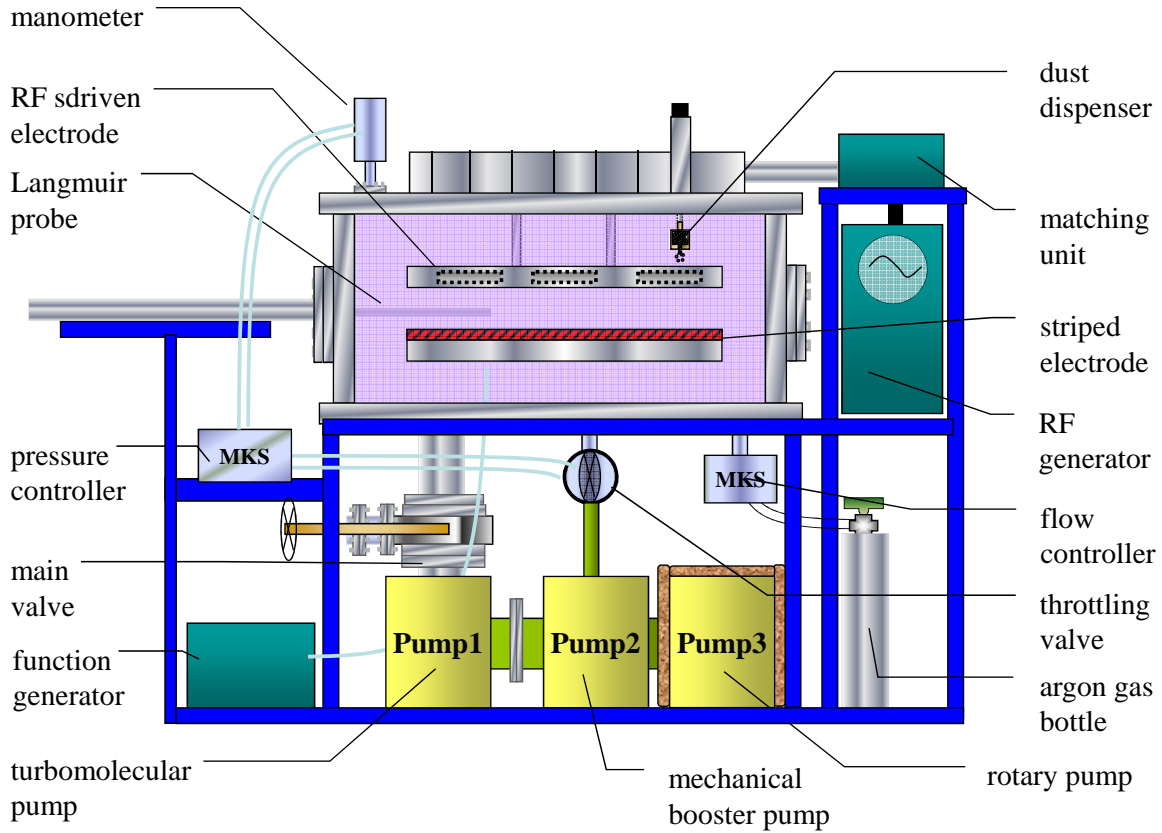 manometer
RF sdriven
electrode
Langmuir
probe
pressure
controller
main
valve
function
generator
turbomolecular
pump
MKS
MKS
Pump1
Pump2
Pump3
mechanical
booster pump
rotary pump
dust
dispenser
matching
unit
striped
electrode
RF
generator
flow
controller
throttling
valve
argon gas
bottle